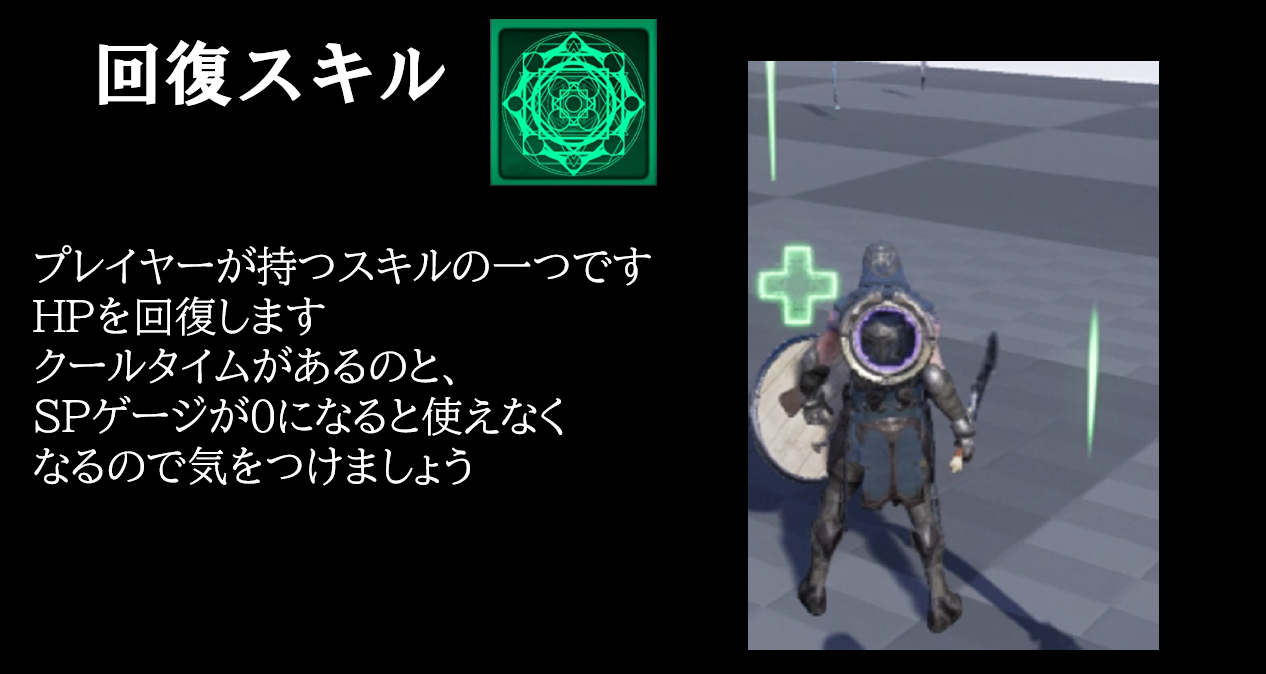 回復スキル
プレイヤーが持つスキルの一つです
HPを回復します
クールタイムがあるのと、
SPゲージが0になると使えなく
なるので気をつけましょう